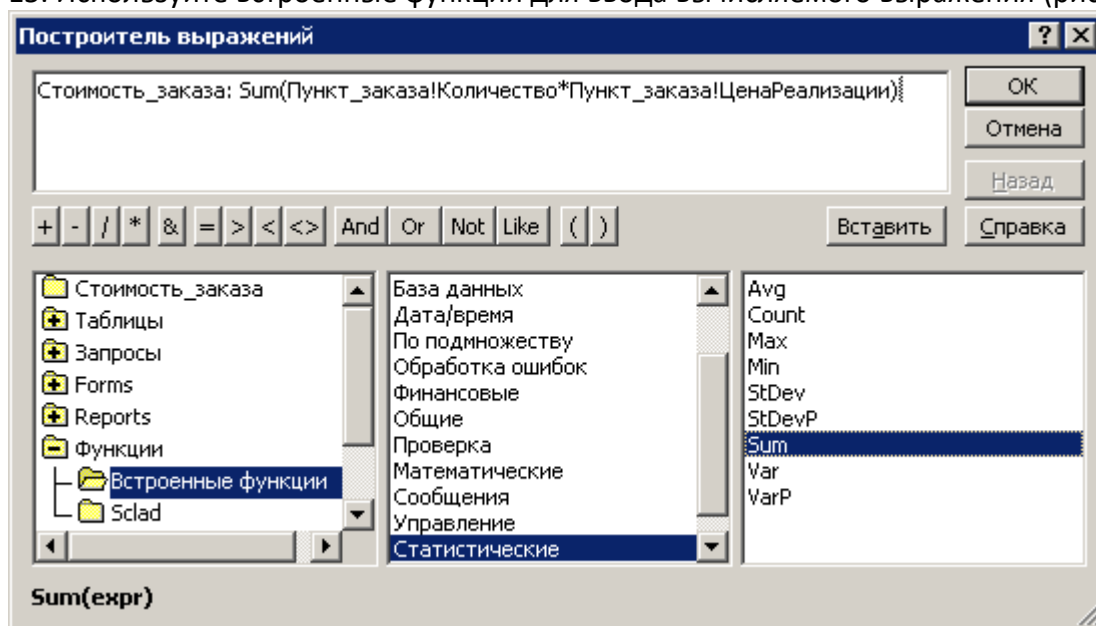 Построитель выражений
Стоимость_заказа: Sum(Пункт_заказа!Количество*Пункт_заказа!ЦенаРеализации)
ОК
Отмена
Назад
+ - / * & = > < <> And Or Not Like ( ) Вставить Справка
Стоимость_заказа
Таблицы
Запросы
Forms
Reports
Функции
Встроенные функции
Sclad
База данных
Дата/время
По подмножеству
Обработка ошибок
Финансовые
Общие
Проверка
Математические
Сообщения
Управление
Статистические
Avg
Count
Max
Min
StDev
StDevP
Sum
Var
VarP
Sum(expr)